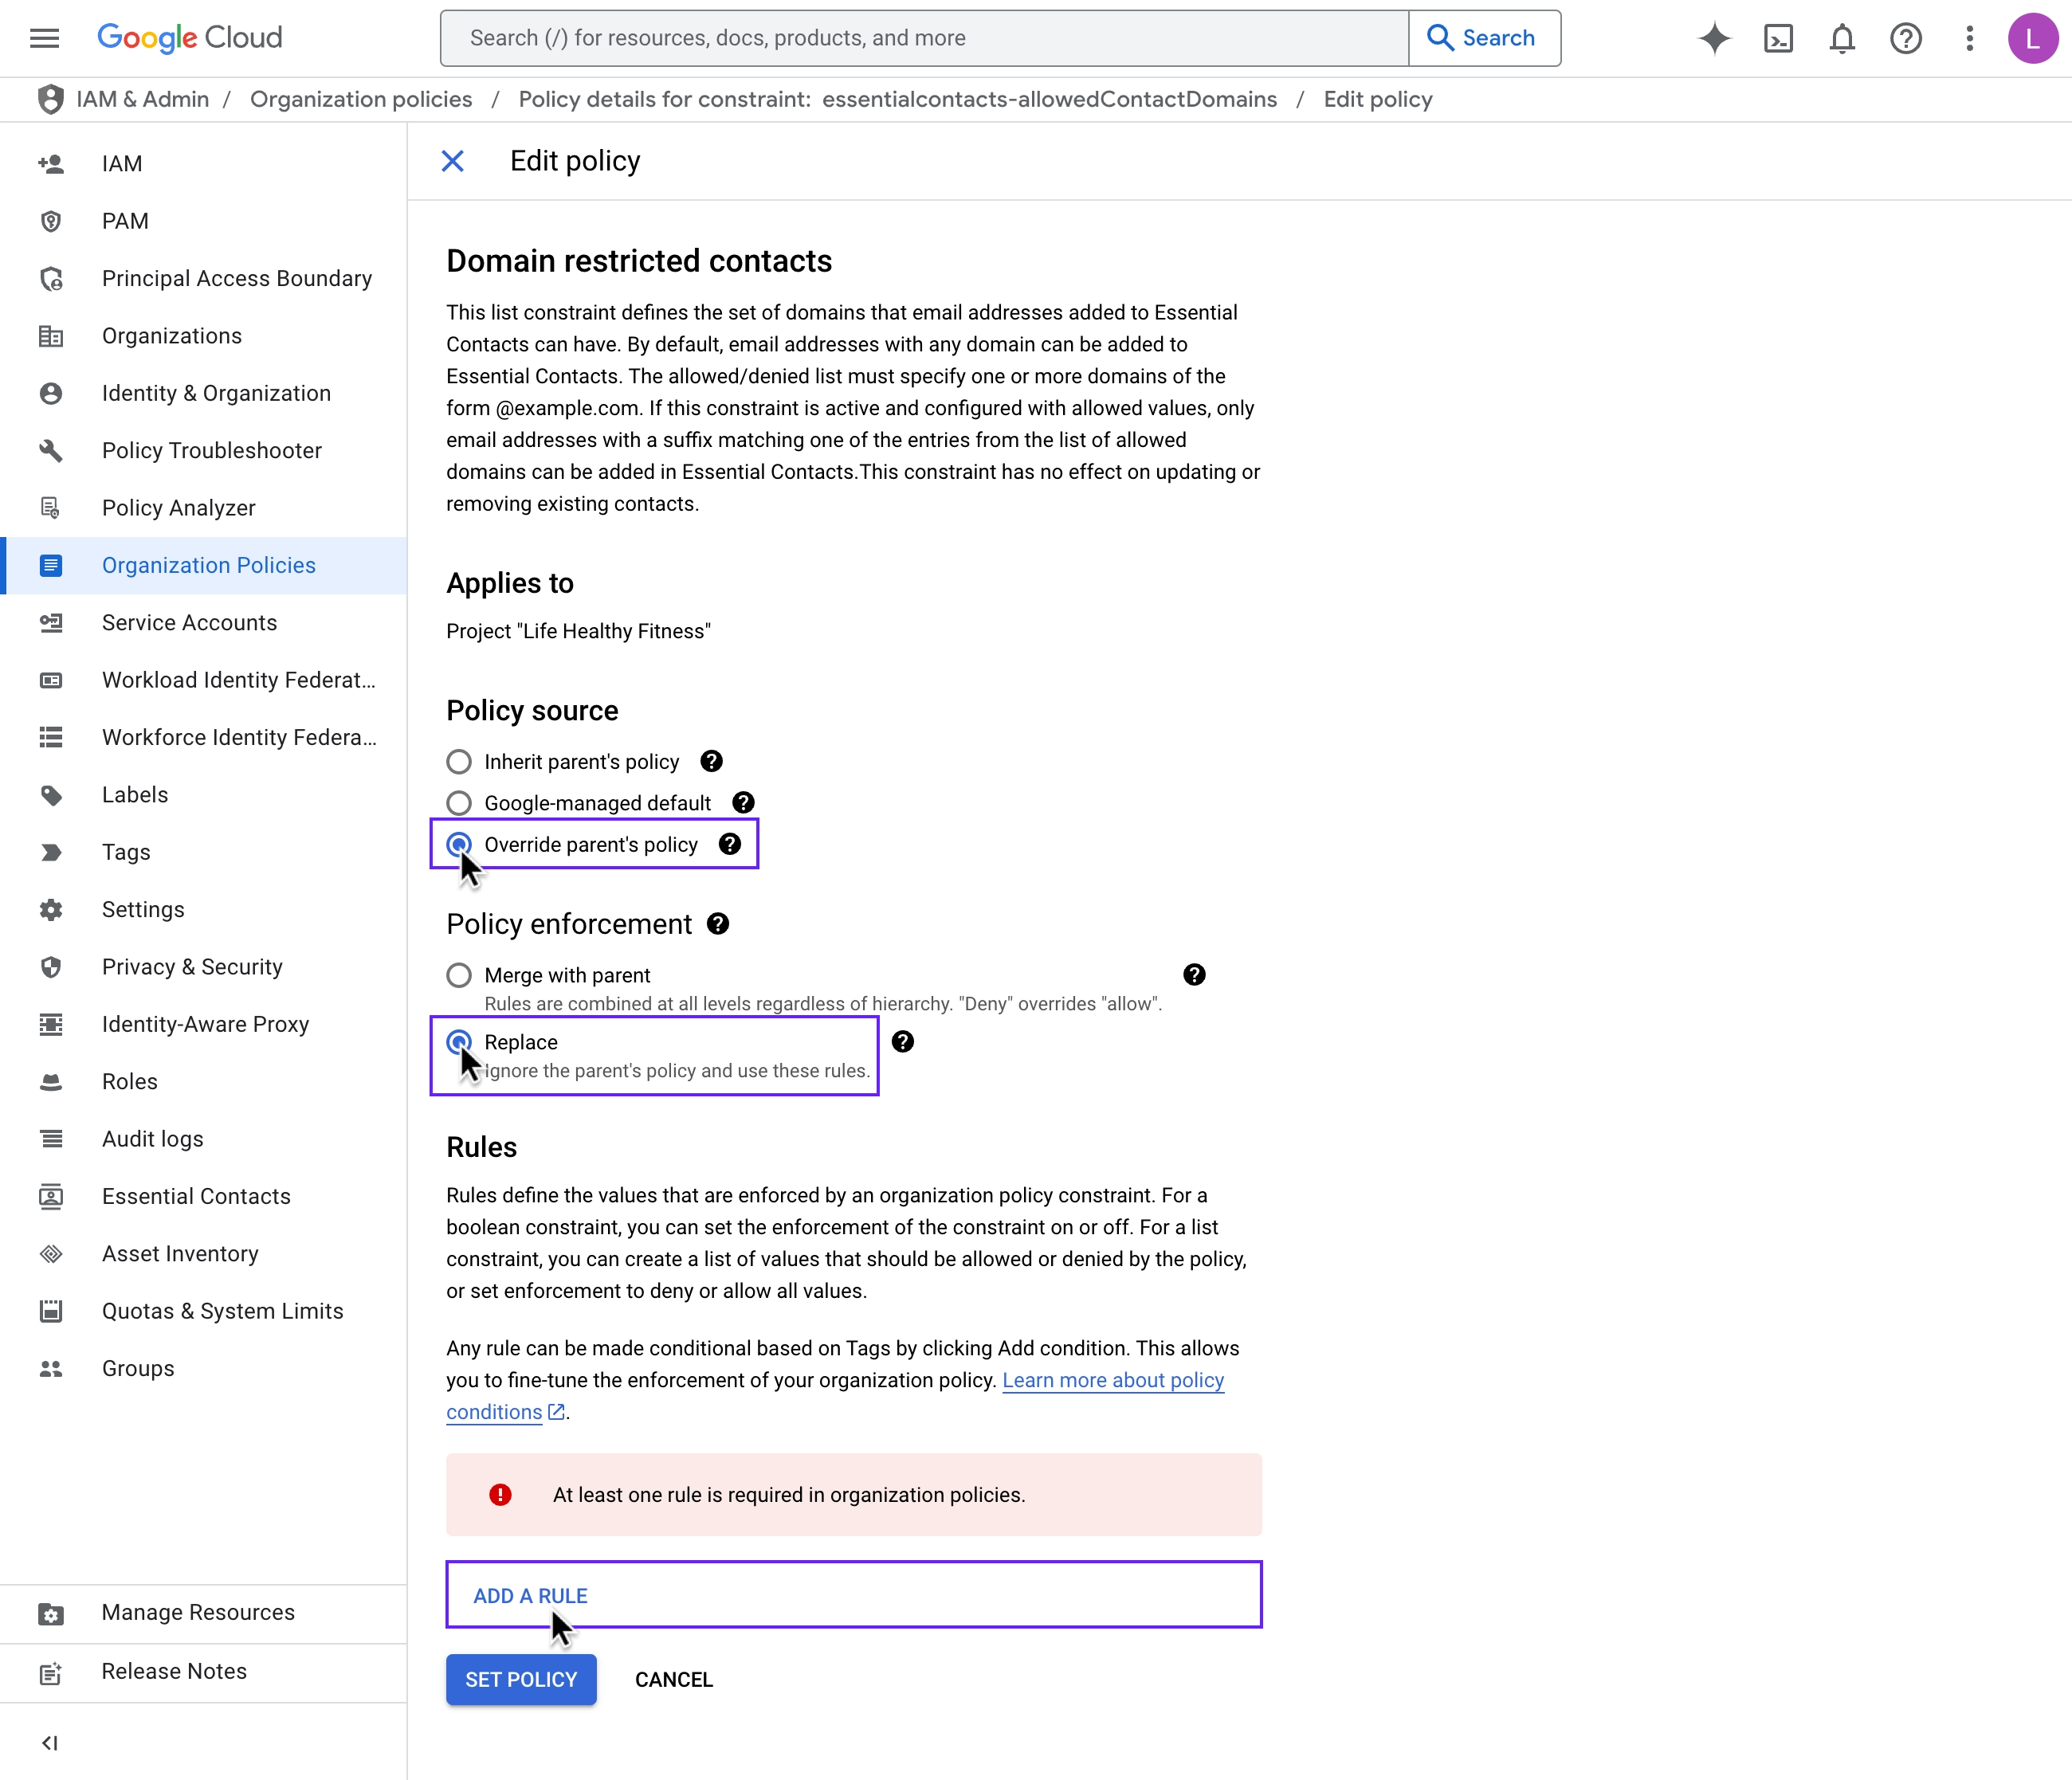 Google Cloud
Search (/) for resources, docs, products, and more
Search
L
IAM & Admin / Organization policies / Policy details for constraint: essentialcontacts-allowedContactDomains / Edit policy
IAM
PAM
Principal Access Boundary
Organizations
Identity & Organization
Policy Troubleshooter
Policy Analyzer
Organization Policies
Service Accounts
Workload Identity Federat...
Workforce Identity Federa...
Labels
Tags
Settings
Privacy & Security
Identity-Aware Proxy
Roles
Audit logs
Essential Contacts
Asset Inventory
Quotas & System Limits
Groups
Manage Resources
Release Notes
Edit policy
Domain restricted contacts
This list constraint defines the set of domains that email addresses added to Essential
Contacts can have. By default, email addresses with any domain can be added to
Essential Contacts. The allowed/denied list must specify one or more domains of the
form @example.com. If this constraint is active and configured with allowed values, only
email addresses with a suffix matching one of the entries from the list of allowed
domains can be added in Essential Contacts.This constraint has no effect on updating or
removing existing contacts.
Applies to
Project "Life Healthy Fitness"
Policy source
Inherit parent's policy
Google-managed default
Override parent's policy
Policy enforcement
Merge with parent
Rules are combined at all levels regardless of hierarchy. "Deny" overrides "allow".
Replace
Ignore the parent's policy and use these rules.
Rules
Rules define the values that are enforced by an organization policy constraint. For a
boolean constraint, you can set the enforcement of the constraint on or off. For a list
constraint, you can create a list of values that should be allowed or denied by the policy,
or set enforcement to deny or allow all values.
Any rule can be made conditional based on Tags by clicking Add condition. This allows
you to fine-tune the enforcement of your organization policy. Learn more about policy
conditions.
At least one rule is required in organization policies.
ADD A RULE
SET POLICY CANCEL